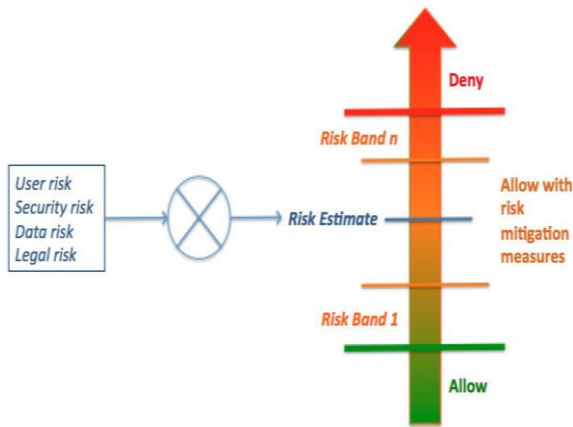 User risk
Security risk
Data risk
Legal risk
Risk Estimate
Deny
Risk Band n
Allow with
risk
mitigation
measures
Risk Band 1
Allow